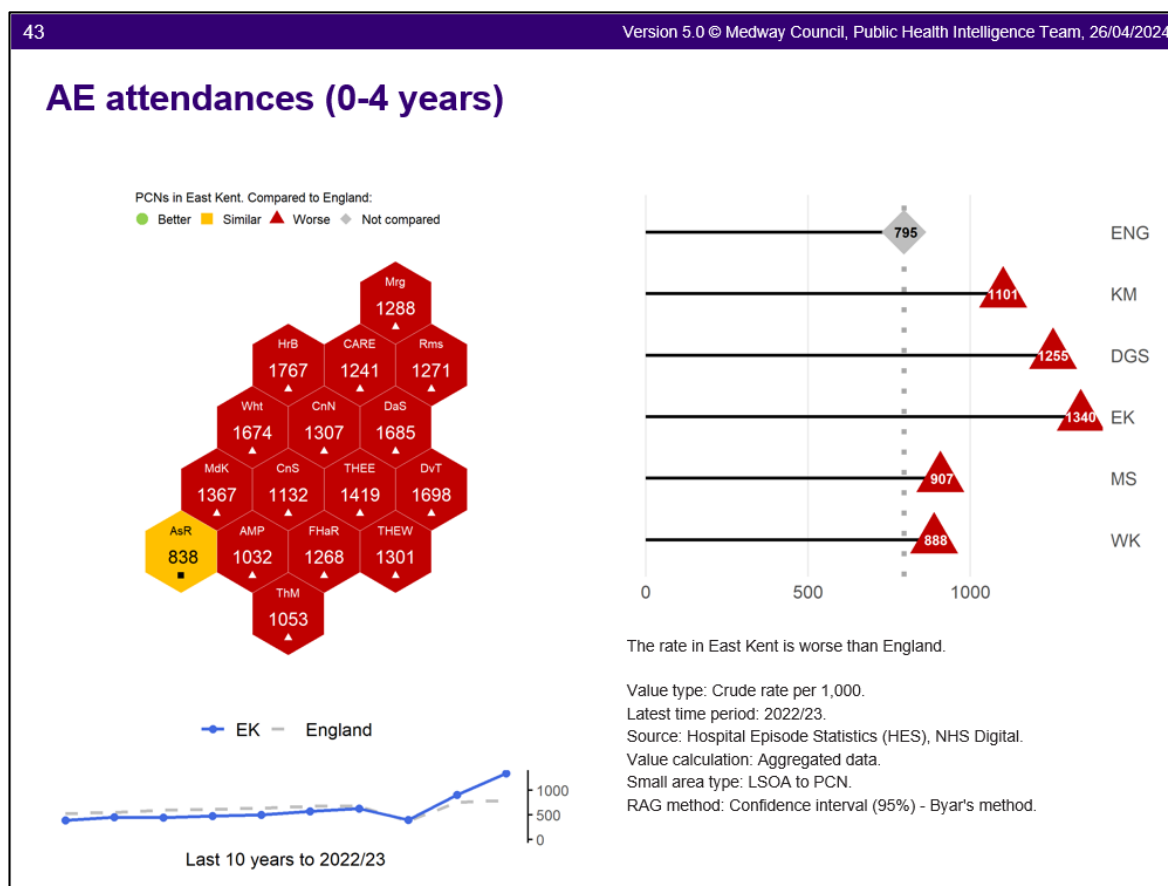 43
Version 5.0 © Medway Council, Public Health Intelligence Team, 26/04/2024
AE attendances (0-4 years)
PCNs in East Kent. Compared to England:
Better Similar Worse Not compared
Mrg
1288
HrB CARE Rms
1767 1241 1271
Wht CnN DaS
1674 1307 1685
MdK CnS THEE DvT
1367 1132 1419 1698
AsR AMP FHaR THEW
838 1032 1268 1301
ThM
1053
EK England
1000
500
0
Last 10 years to 2022/23
795 ENG
1101 KM
1255 DGS
1340 EK
907 MS
888 WK
0 500 1000
The rate in East Kent is worse than England.
Value type: Crude rate per 1,000.
Latest time period: 2022/23.
Source: Hospital Episode Statistics (HES), NHS Digital.
Value calculation: Aggregated data.
Small area type: LSOA to PCN.
RAG method: Confidence interval (95%) - Byar's method.